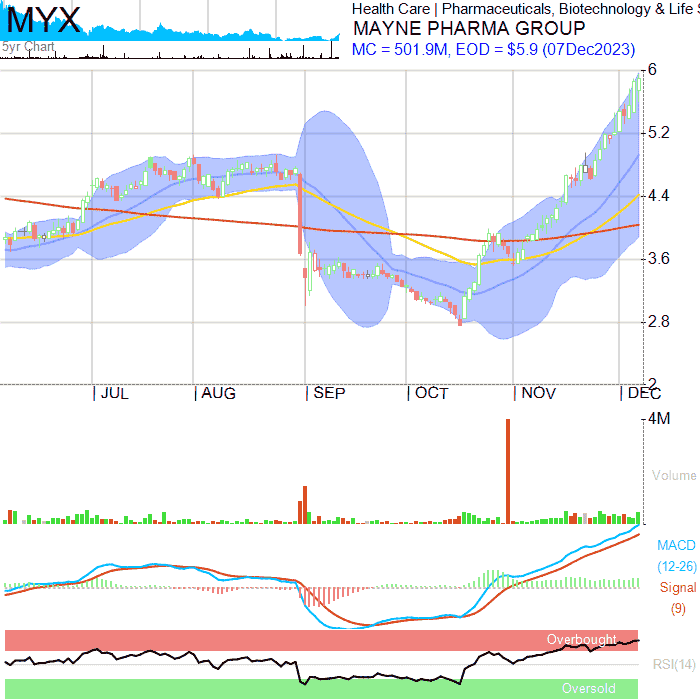 MYX
5yr Chart
Health Care | Pharmaceuticals, Biotechnology & Life
MAYNE PHARMA GROUP
MC = 501.9M, EOD = $5.9 (07Dec2023)
6
5.2
4.4
3.6
2.8
2
JUL AUG SEP OCT NOV DEC
4M
Volume
MACD
(12-26)
Signal
(9)
Overbought
RSI(14)
Oversold